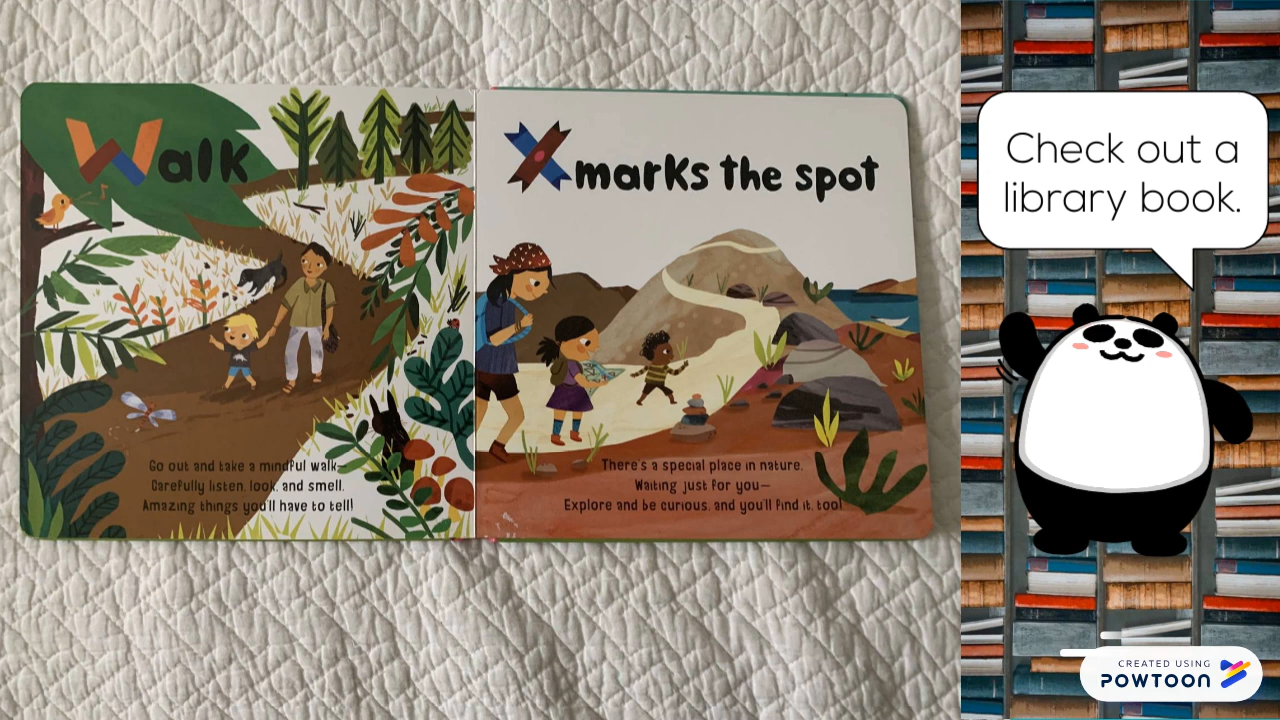 Walk
Go out and take a mindful walk—
Carefully listen, look, and smell.
Amazing things you'll have to tell!
X marks the spot
There's a special place in nature.
Waiting just for you—
Explore and be curious, and you'll find it, too!
Check out a
library book.
CREATED USING
POWTOON